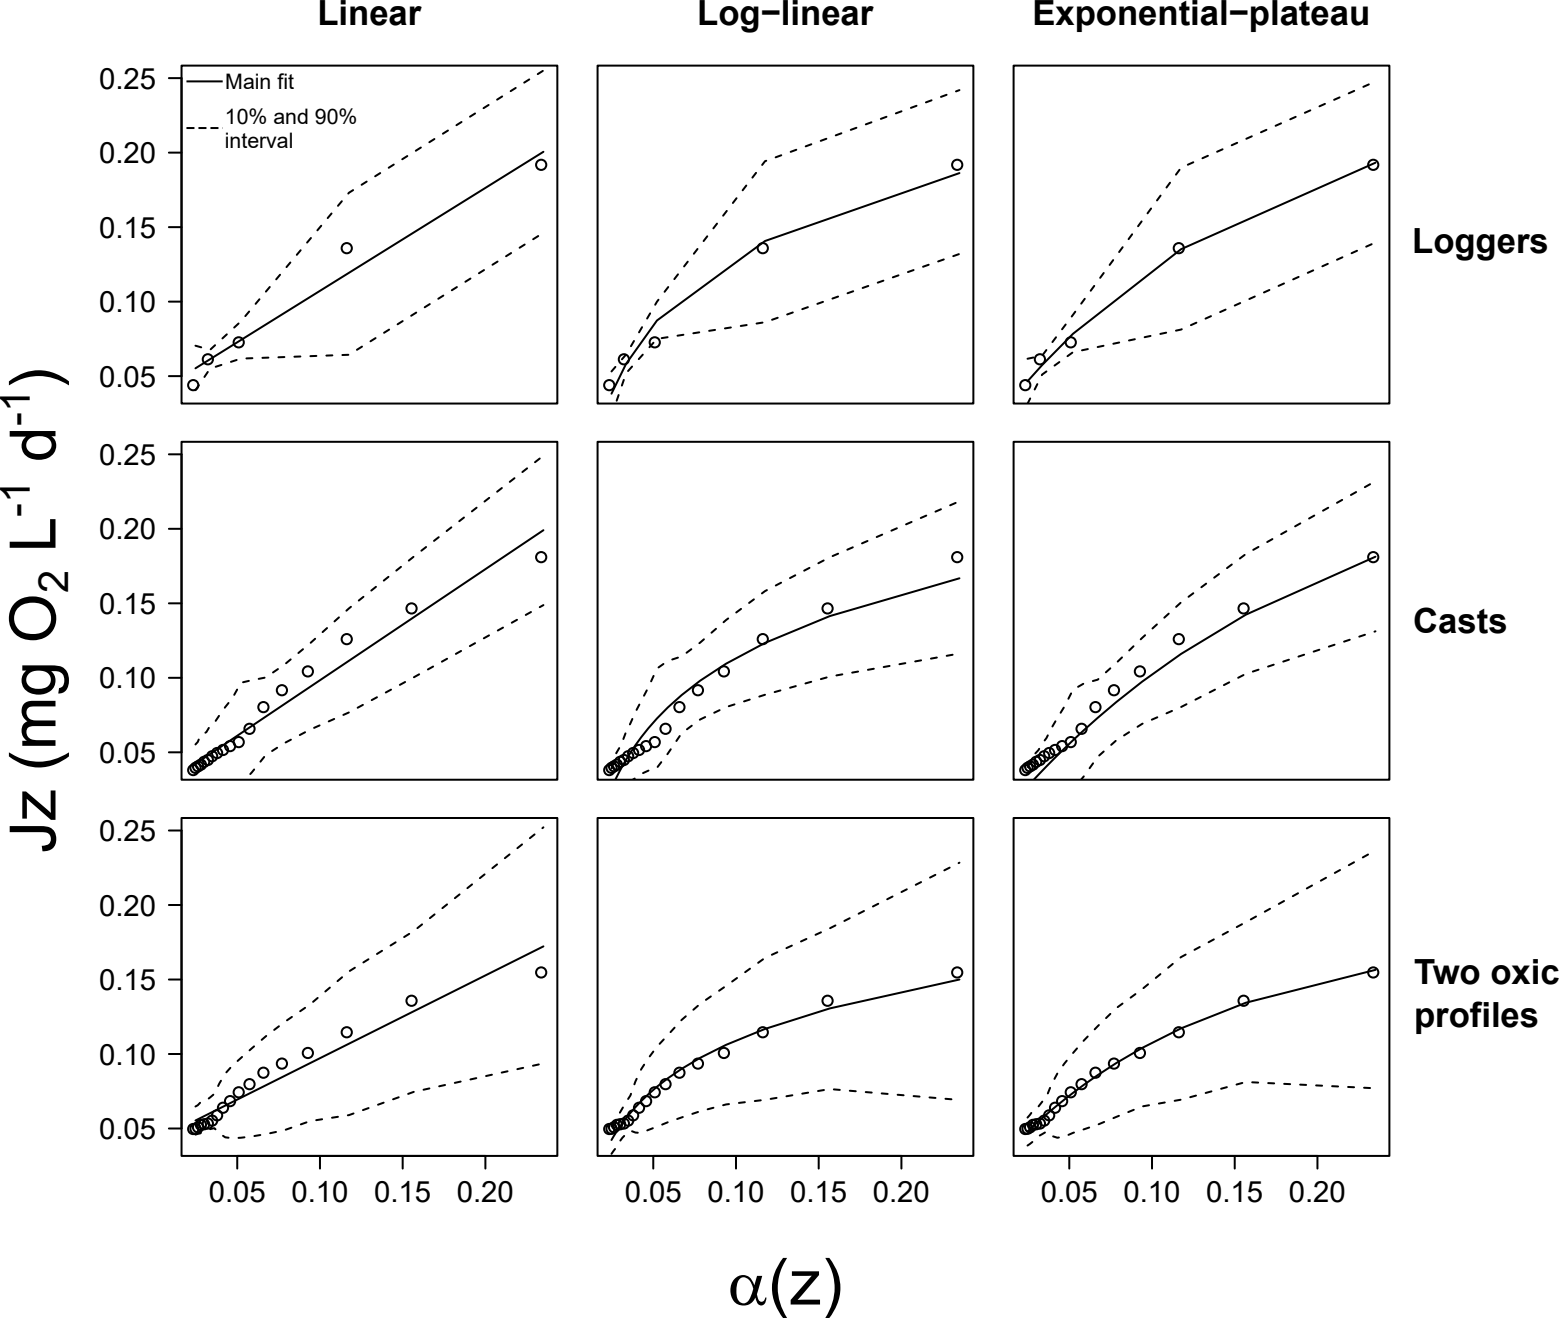 Linear Log−linear Exponential−plateau
0.25
0.20
0.15
0.10
0.05
Main fit
10% and 90%
interval
Loggers
0.25
0.20
0.15
0.10
0.05
Casts
0.25
0.20
0.15
0.10
0.05
Two oxic
profiles
Jz (mg O₂ L⁻¹ d⁻¹)
0.05 0.10 0.15 0.20 0.05 0.10 0.15 0.20 0.05 0.10 0.15 0.20
α(z)